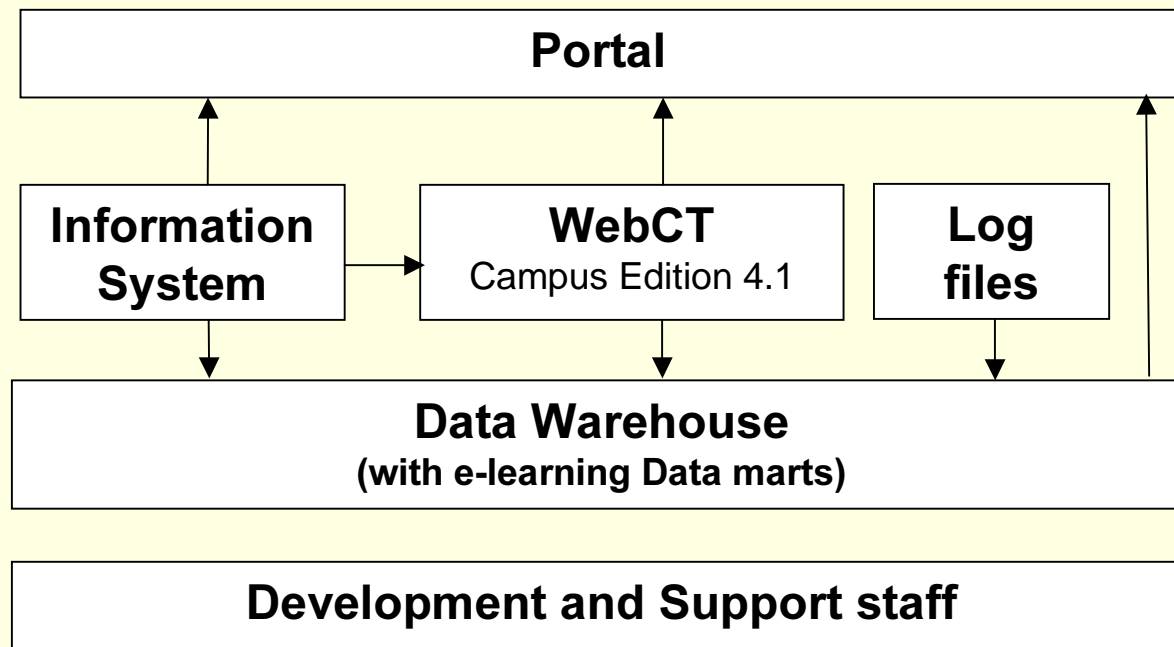 Portal
Information
System
WebCT
Campus Edition 4.1
Log
files
Data Warehouse
(with e-learning Data marts)
Development and Support staff